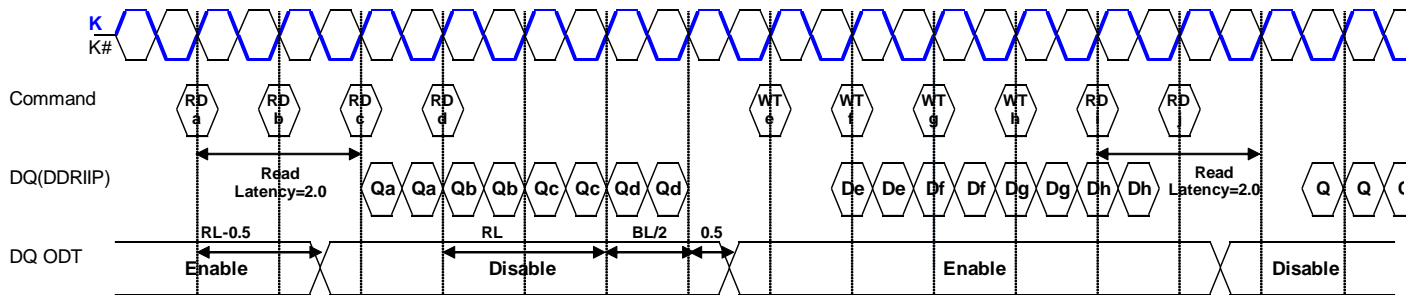 K
K#
Command
RD a
RD b
RD c
RD d
WT e
WT f
WT g
WT h
RD
RD j
DQ(DDRIIP)
Read
Latency=2.0
Qa Qa Qb Qb Qc Qc Qd Qd
De De Df Df Dg Dg Dh Dh
Read
Latency=2.0
Q Q
DQ ODT
RL-0.5
RL
BL/2
0.5
Enable
Disable
Enable
Disable